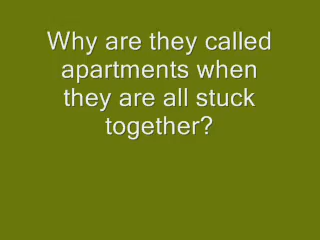 Why are they called
apartments when
they are all stuck
together?